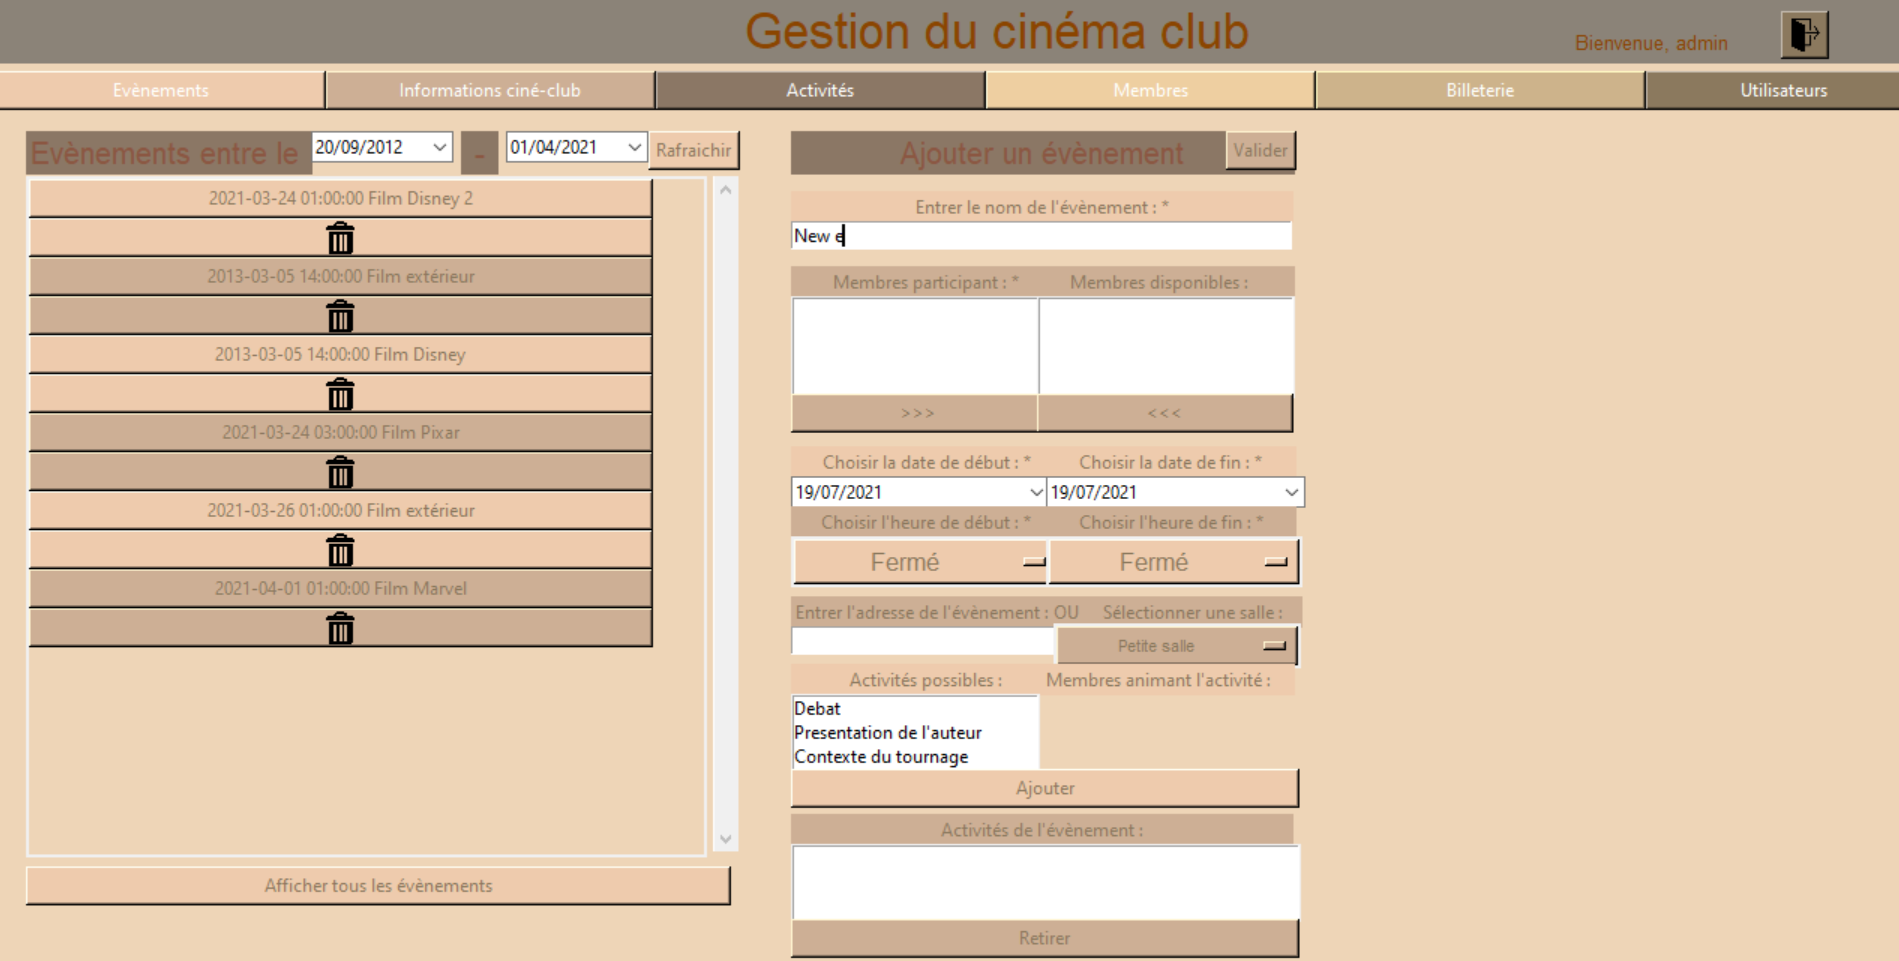 Gestion du cinéma club
Bienvenue, admin
Evènements
Informations ciné-club
Activités
Membres
Billeterie
Utilisateurs
Evènements entre le 20/09/2012 - 01/04/2021 Rafraichir
2021-03-24 01:00:00 Film Disney 2
2013-03-05 14:00:00 Film extérieur
2013-03-05 14:00:00 Film Disney
2021-03-24 03:00:00 Film Pixar
2021-03-26 01:00:00 Film extérieur
2021-04-01 01:00:00 Film Marvel
Afficher tous les évènements
Ajouter un évènement Valider
Entrer le nom de l'évènement : *
New e
Membres participant : * Membres disponibles :
>>> <<<
Choisir la date de début : * Choisir la date de fin : *
19/07/2021 19/07/2021
Choisir l'heure de début : * Choisir l'heure de fin : *
Fermé Fermé
Entrer l'adresse de l'évènement : OU Sélectionner une salle :
Petite salle
Activités possibles : Membres animant l'activité :
Debat
Presentation de l'auteur
Contexte du tournage
Ajouter
Activités de l'évènement :
Retirer